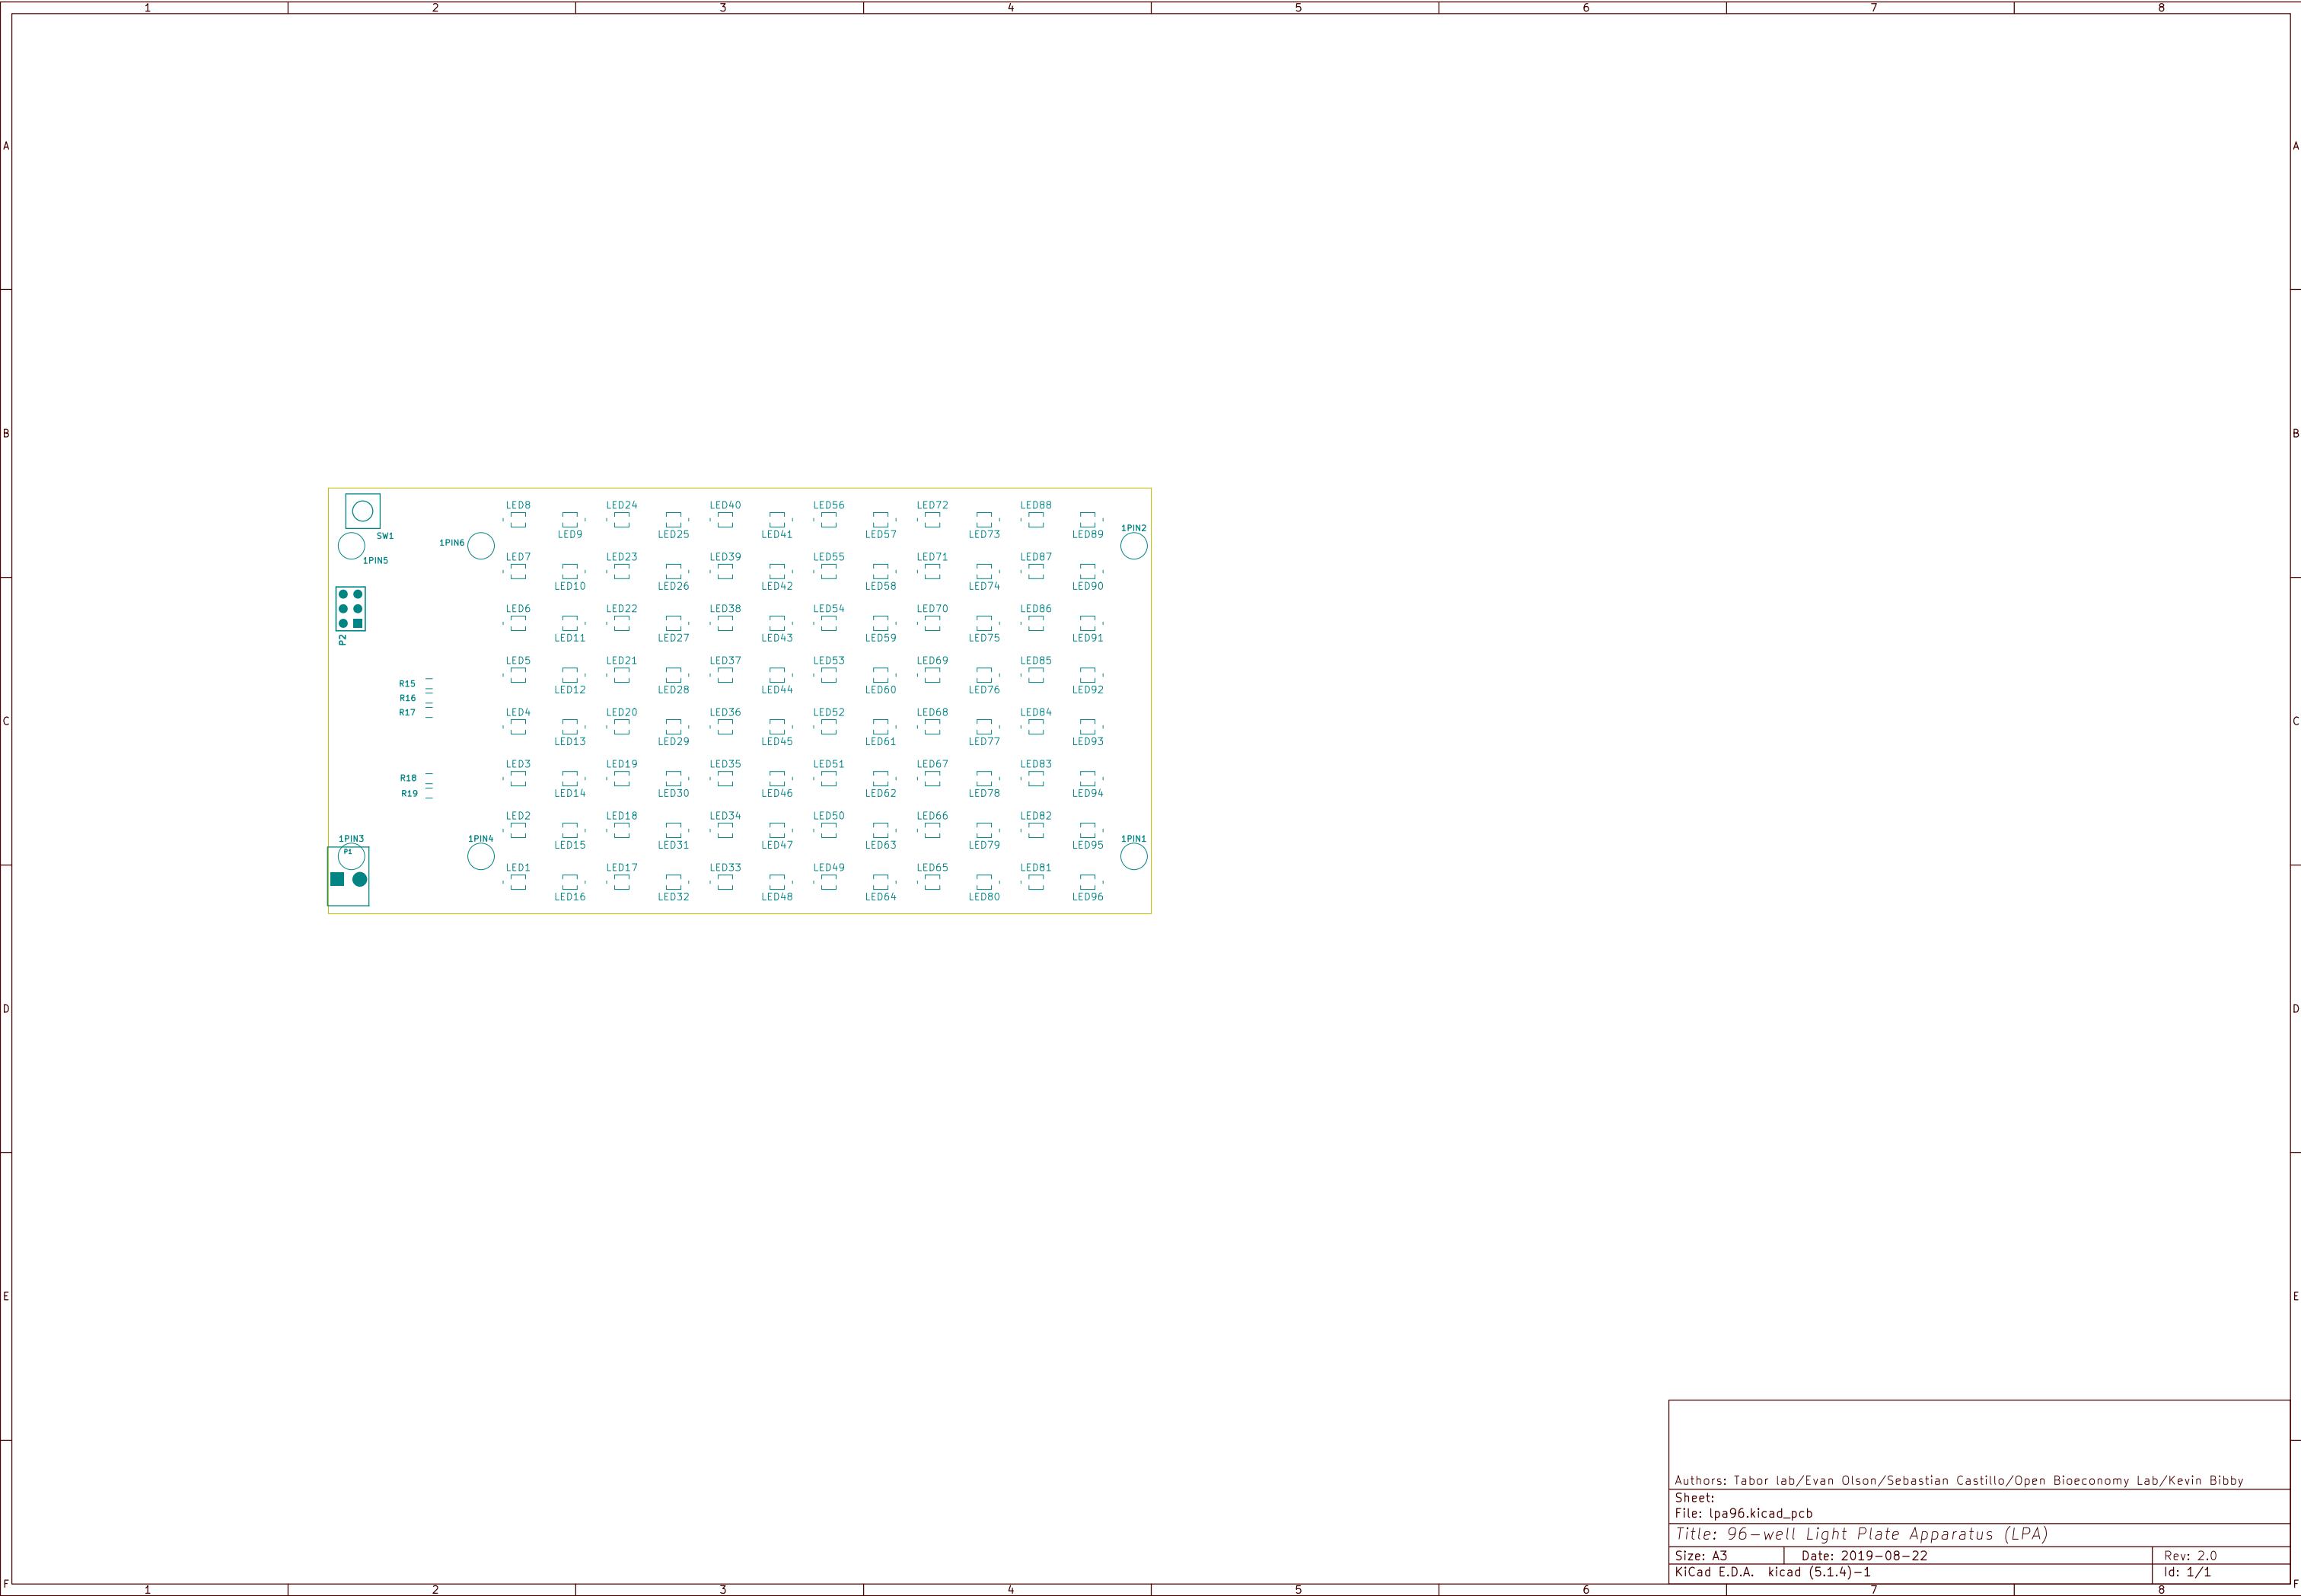 1 2 3 4 5 6 7 8
A A
B B
LED8 LED24 LED40 LED56 LED72 LED88
1PIN2
SW1 LED9 LED25 LED41 LED57 LED73 LED89
1PIN6
1PIN5 LED7 LED23 LED39 LED55 LED71 LED87
LED10 LED26 LED42 LED58 LED74 LED90
LED6 LED22 LED38 LED54 LED70 LED86
P2 LED11 LED27 LED43 LED59 LED75 LED91
LED5 LED21 LED37 LED53 LED69 LED85
R15 LED12 LED28 LED44 LED60 LED76 LED92
R16
R17 LED4 LED20 LED36 LED52 LED68 LED84
C C
LED13 LED29 LED45 LED61 LED77 LED93
LED3 LED19 LED35 LED51 LED67 LED83
R18
R19 LED14 LED30 LED46 LED62 LED78 LED94
LED2 LED18 LED34 LED50 LED66 LED82
1PIN3 1PIN4 1PIN1
LED15 LED31 LED47 LED63 LED79 LED95
P1
LED1 LED17 LED33 LED49 LED65 LED81
LED16 LED32 LED48 LED64 LED80 LED96
D D
E E
Authors: Tabor lab/Evan Olson/Sebastian Castillo/Open Bioeconomy Lab/Kevin Bibby
Sheet:
File: lpa96.kicad_pcb
Title: 96-well Light Plate Apparatus (LPA)
Size: A3 Date: 2019-08-22 Rev: 2.0
KiCad E.D.A. kicad (5.1.4)-1 Id: 1/1
F F
1 2 3 4 5 6 7 8